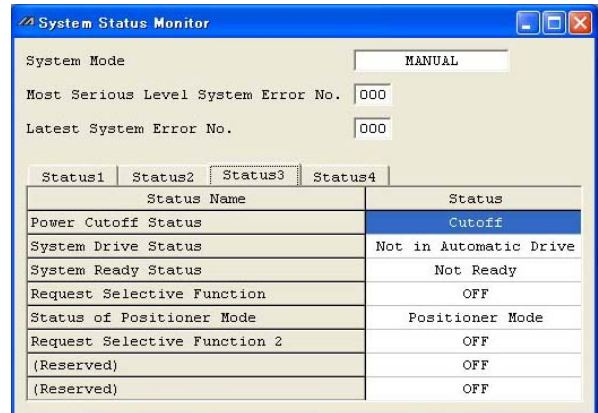 System Status Monitor
System Mode MANUAL
Most Serious Level System Error No. 000
Latest System Error No. 000
Status1 Status2 Status3 Status4
Status Name Status
Power Cutoff Status Cutoff
System Drive Status Not in Automatic Drive
System Ready Status Not Ready
Request Selective Function OFF
Status of Positioner Mode Positioner Mode
Request Selective Function 2 OFF
(Reserved) OFF
(Reserved) OFF